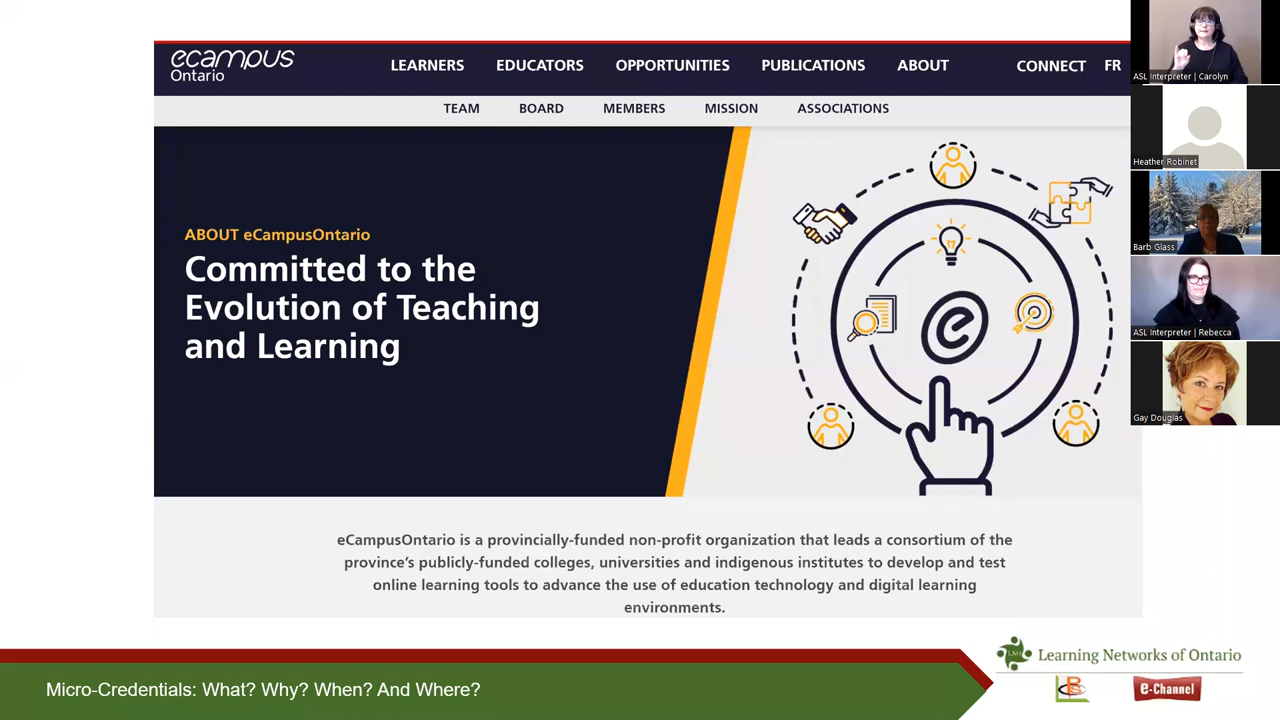 ecampus
Ontario
LEARNERS EDUCATORS OPPORTUNITIES PUBLICATIONS ABOUT CONNECT FR
TEAM BOARD MEMBERS MISSION ASSOCIATIONS
ABOUT eCampusOntario
Committed to the
Evolution of Teaching
and Learning
e
eCampusOntario is a provincially-funded non-profit organization that leads a consortium of the
province's publicly-funded colleges, universities and indigenous institutes to develop and test
online learning tools to advance the use of education technology and digital learning
environments.
ASL Interpreter | Carolyn
Heather Robinet
Barb Glass
ASL Interpreter | Rebecca
Gay Douglas
Micro-Credentials: What? Why? When? And Where?
Learning Networks of Ontario
e-Channel